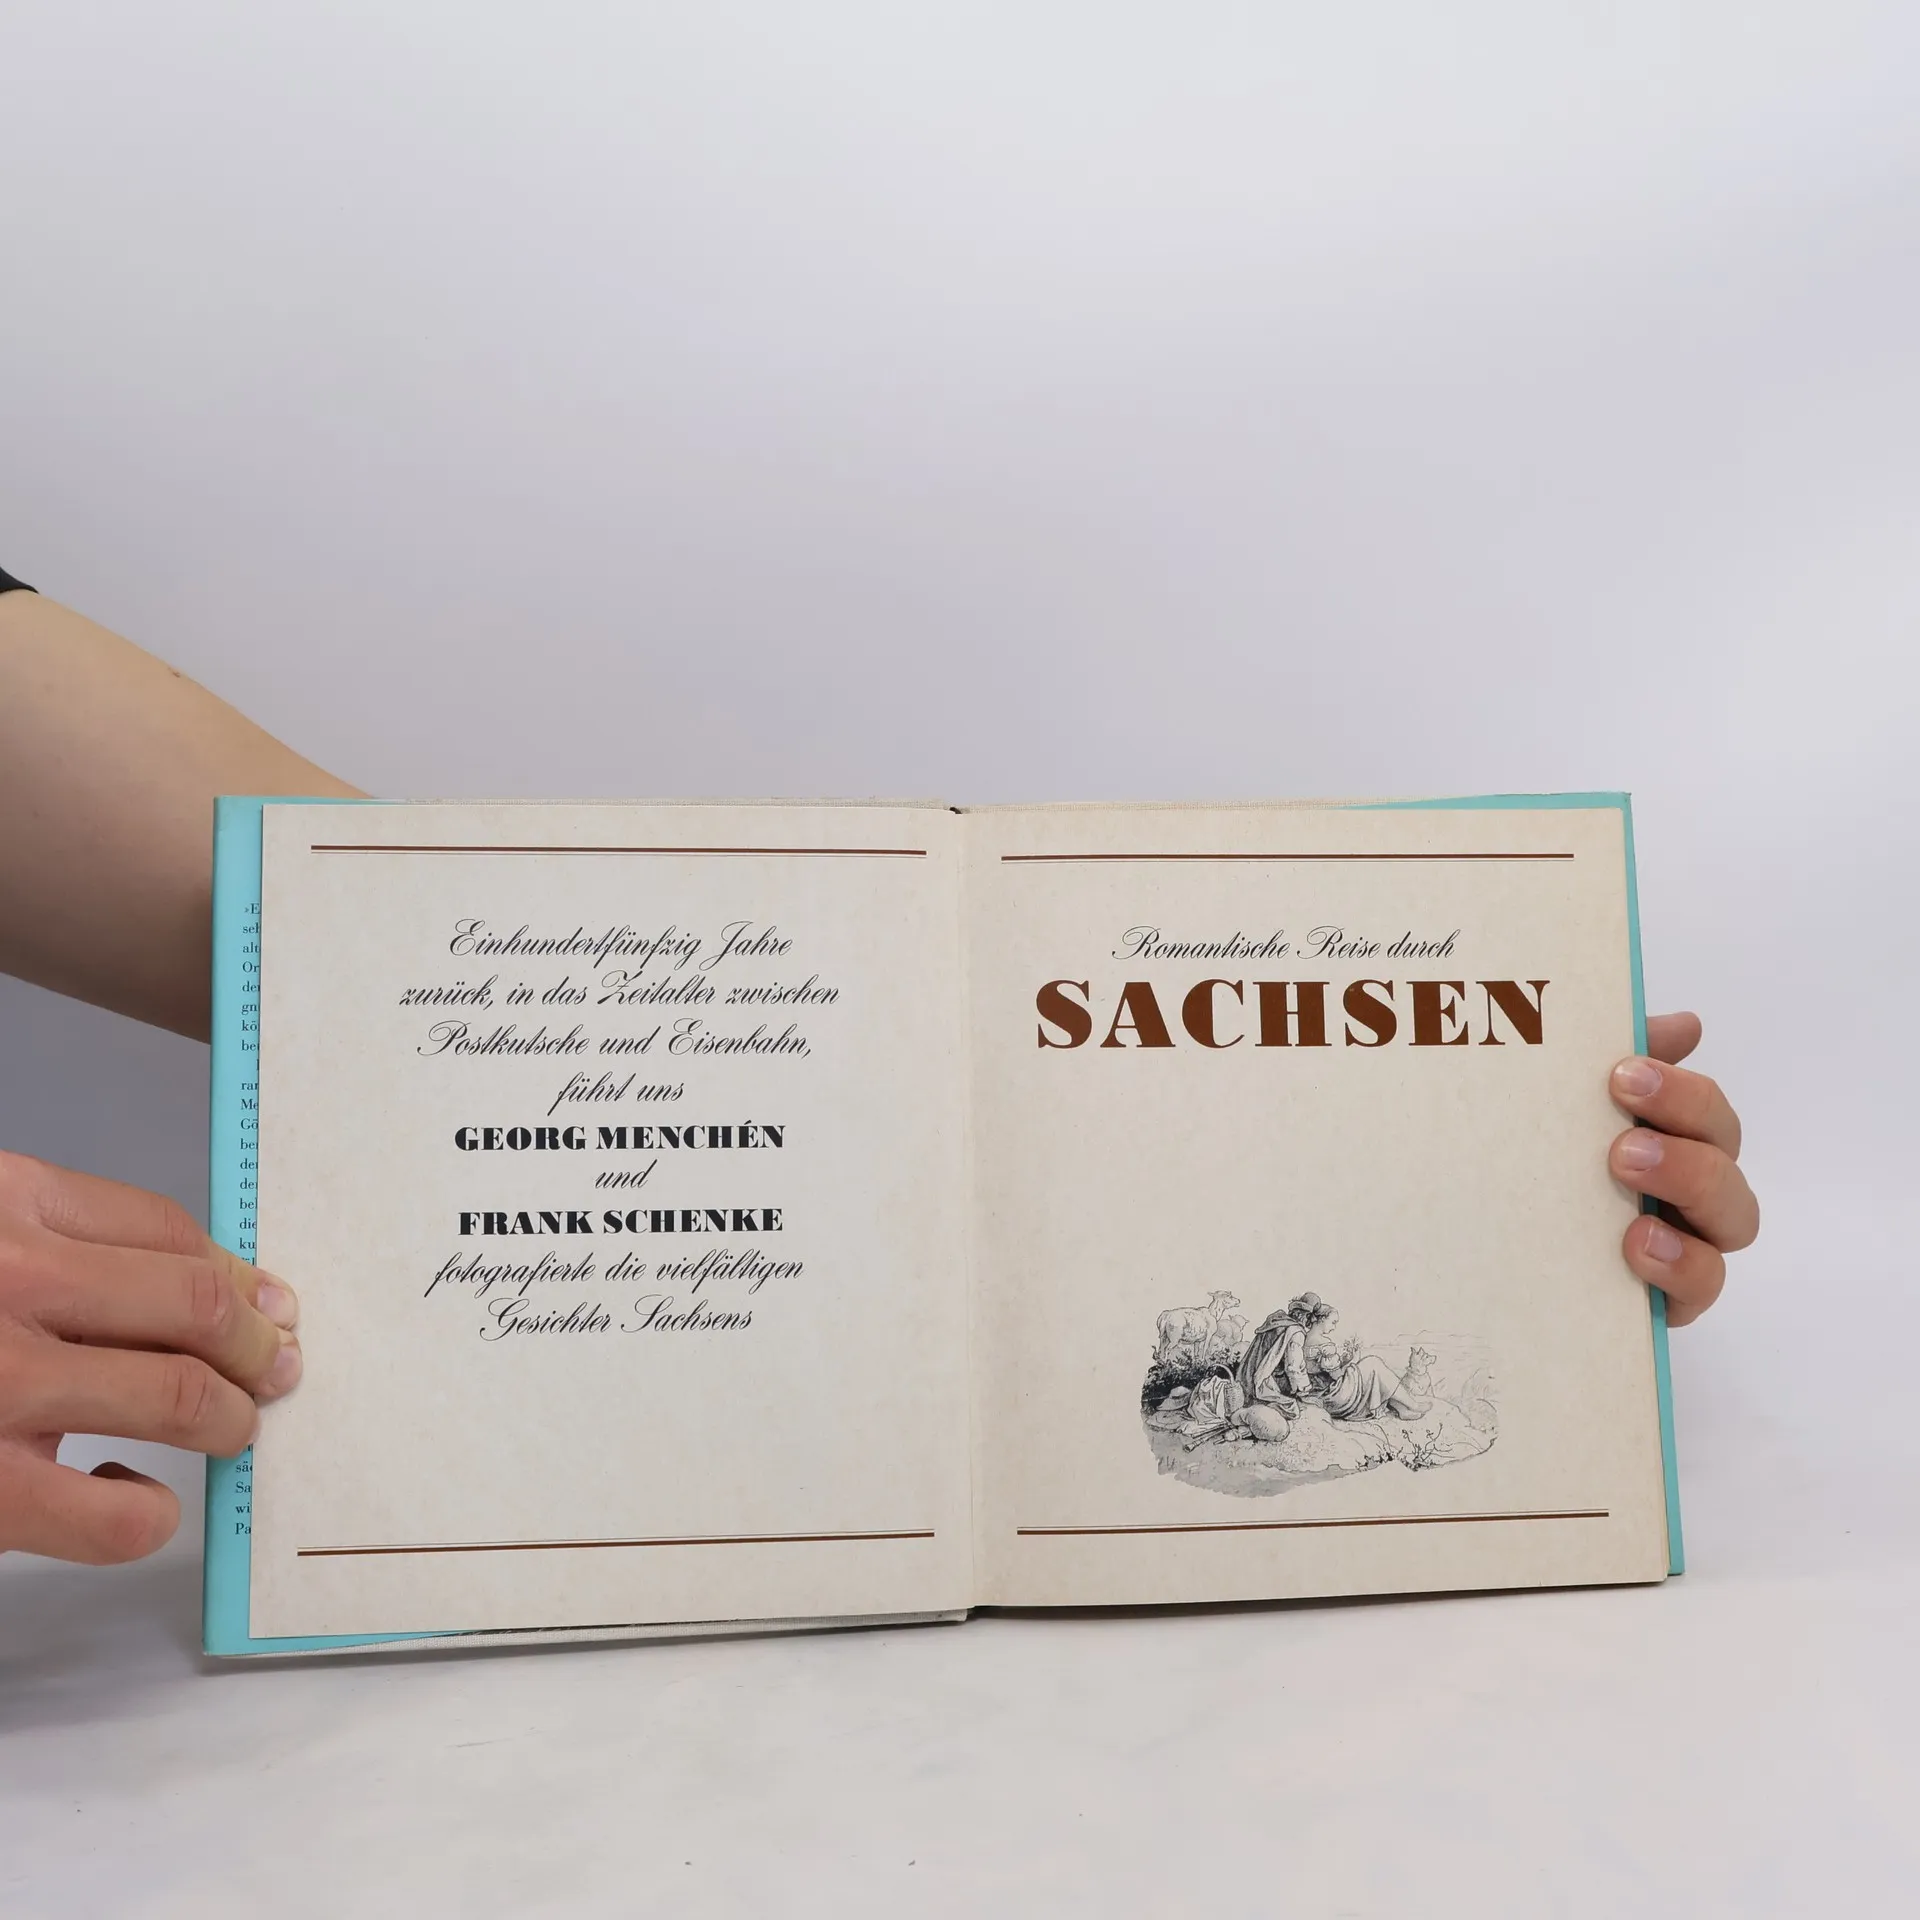 Einhundertfünfzig Jahre
zurück, in das Zeitalter zwischen
Postkutsche und Eisenbahn,
führt uns
GEORG MENCHÉN
und
FRANK SCHENKE
fotografierte die vielfältigen
Gesichter Sachsens
Romantische Reise durch
SACHSEN